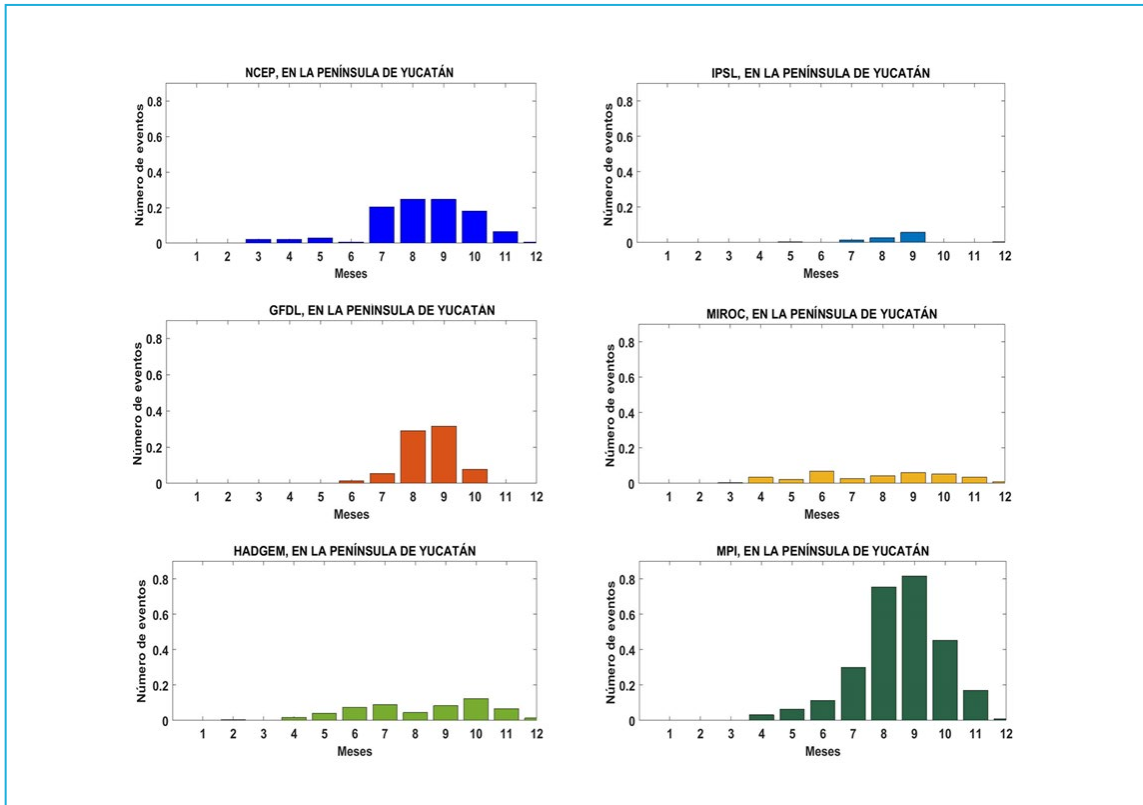 NCEP, EN LA PENÍNSULA DE YUCATÁN
Número de eventos
0.8
0.6
0.4
0.2
0
1 2 3 4 5 6 7 8 9 10 11 12
Meses
IPSL, EN LA PENÍNSULA DE YUCATÁN
Número de eventos
0.8
0.6
0.4
0.2
0
1 2 3 4 5 6 7 8 9 10 11 12
Meses
GFDL, EN LA PENÍNSULA DE YUCATÁN
Número de eventos
0.8
0.6
0.4
0.2
0
1 2 3 4 5 6 7 8 9 10 11 12
Meses
MIROC, EN LA PENÍNSULA DE YUCATÁN
Número de eventos
0.8
0.6
0.4
0.2
0
1 2 3 4 5 6 7 8 9 10 11 12
Meses
HADGEM, EN LA PENÍNSULA DE YUCATÁN
Número de eventos
0.8
0.6
0.4
0.2
0
1 2 3 4 5 6 7 8 9 10 11 12
Meses
MPI, EN LA PENÍNSULA DE YUCATÁN
Número de eventos
0.8
0.6
0.4
0.2
0
1 2 3 4 5 6 7 8 9 10 11 12
Meses